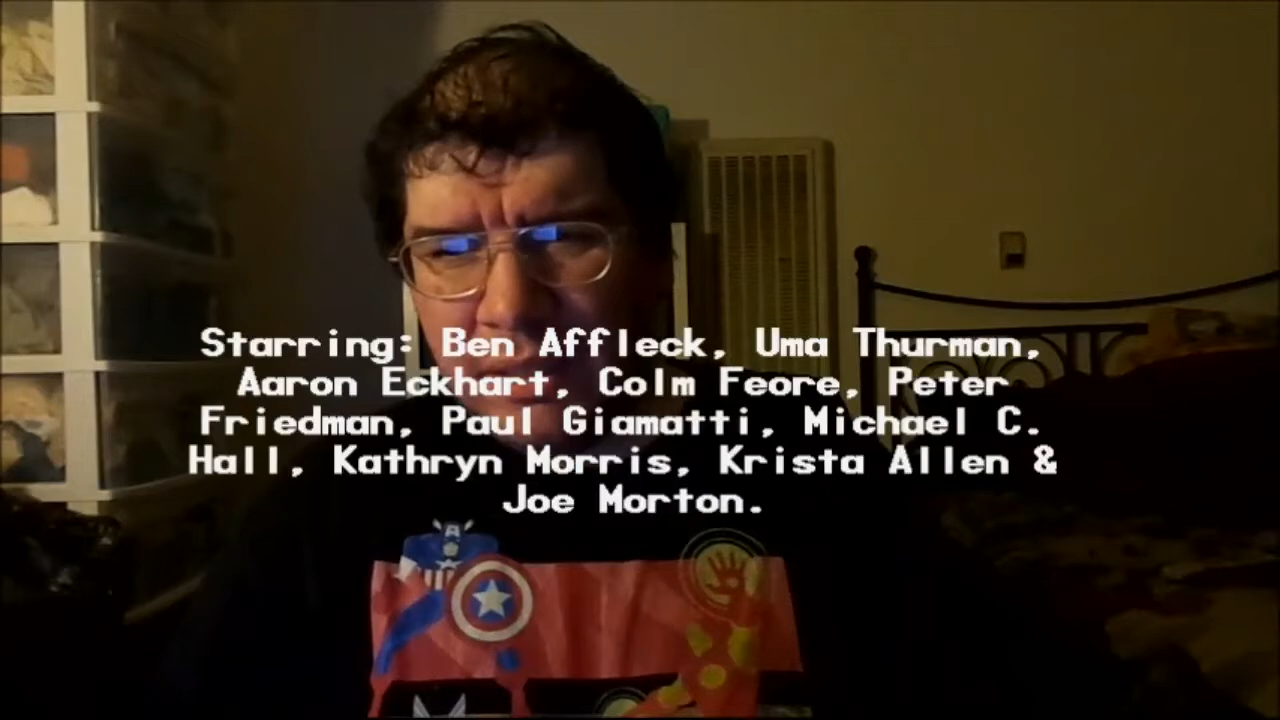 Starring: Ben Affleck, Uma Thurman,
Aaron Eckhart, Colm Feore, Peter
Friedman, Paul Giamatti, Michael C.
Hall, Kathryn Morris, Krista Allen &
Joe Morton.